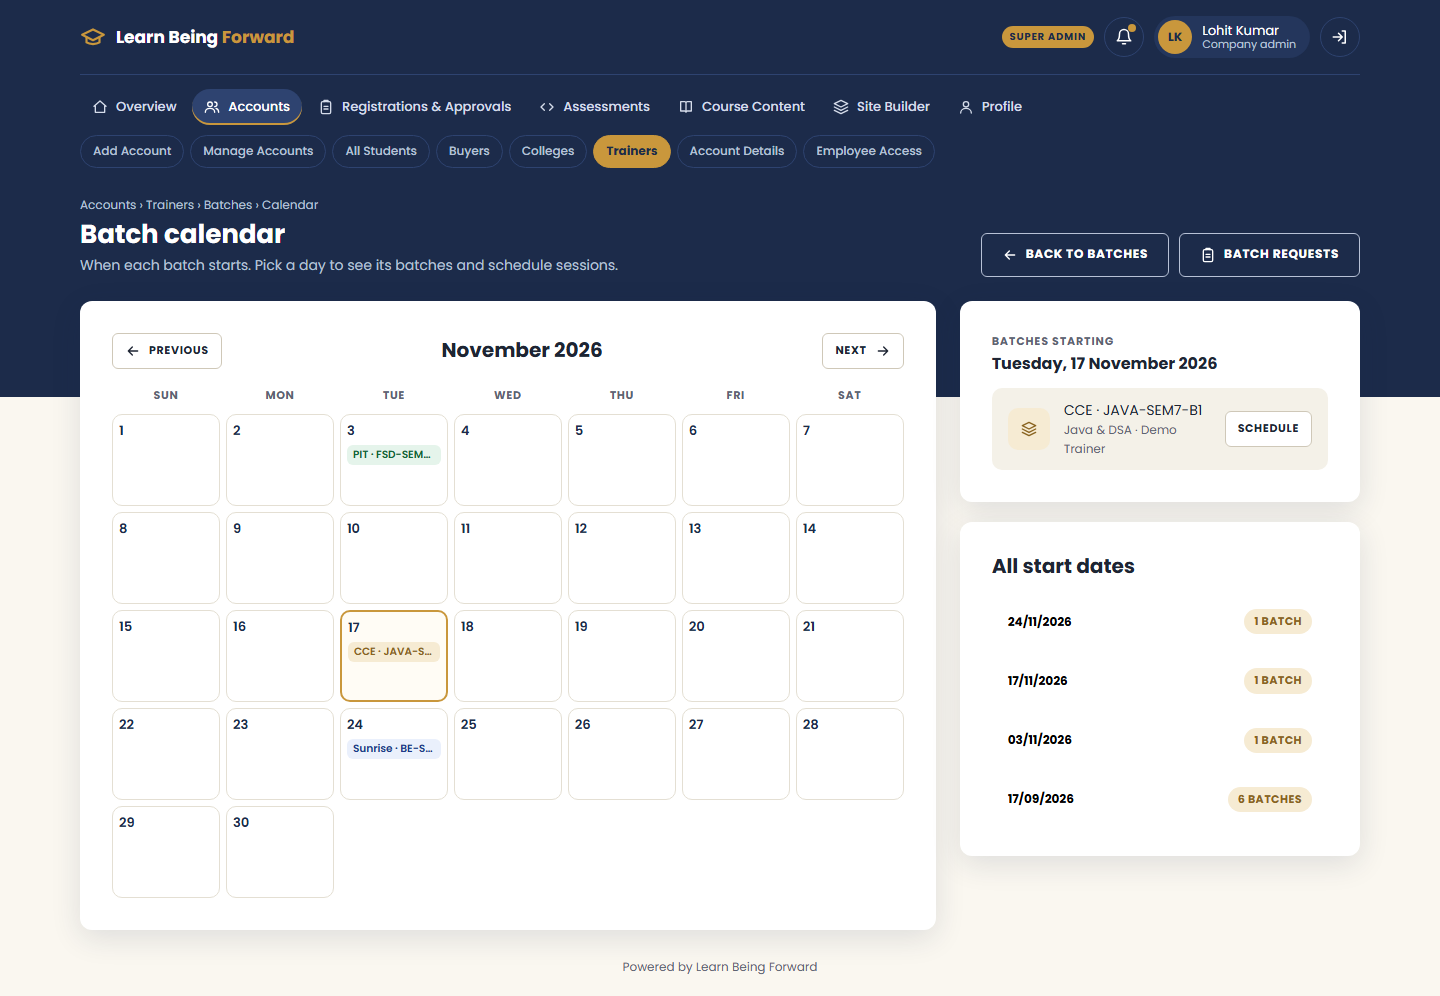 Learn Being Forward
SUPER ADMIN
LK
Lohit Kumar
Company admin
Overview
Accounts
Registrations & Approvals
Assessments
Course Content
Site Builder
Profile
Add Account
Manage Accounts
All Students
Buyers
Colleges
Trainers
Account Details
Employee Access
Accounts › Trainers › Batches › Calendar
Batch calendar
When each batch starts. Pick a day to see its batches and schedule sessions.
BACK TO BATCHES
BATCH REQUESTS
PREVIOUS
November 2026
NEXT
SUN MON TUE WED THU FRI SAT
1 2 3 4 5 6 7
PIT · FSD-SEM...
8 9 10 11 12 13 14
15 16 17 18 19 20 21
CCE · JAVA-S...
22 23 24 25 26 27 28
Sunrise · BE-S...
29 30
BATCHES STARTING
Tuesday, 17 November 2026
CCE · JAVA-SEM7-B1
Java & DSA · Demo
Trainer
SCHEDULE
All start dates
24/11/2026 1 BATCH
17/11/2026 1 BATCH
03/11/2026 1 BATCH
17/09/2026 6 BATCHES
Powered by Learn Being Forward